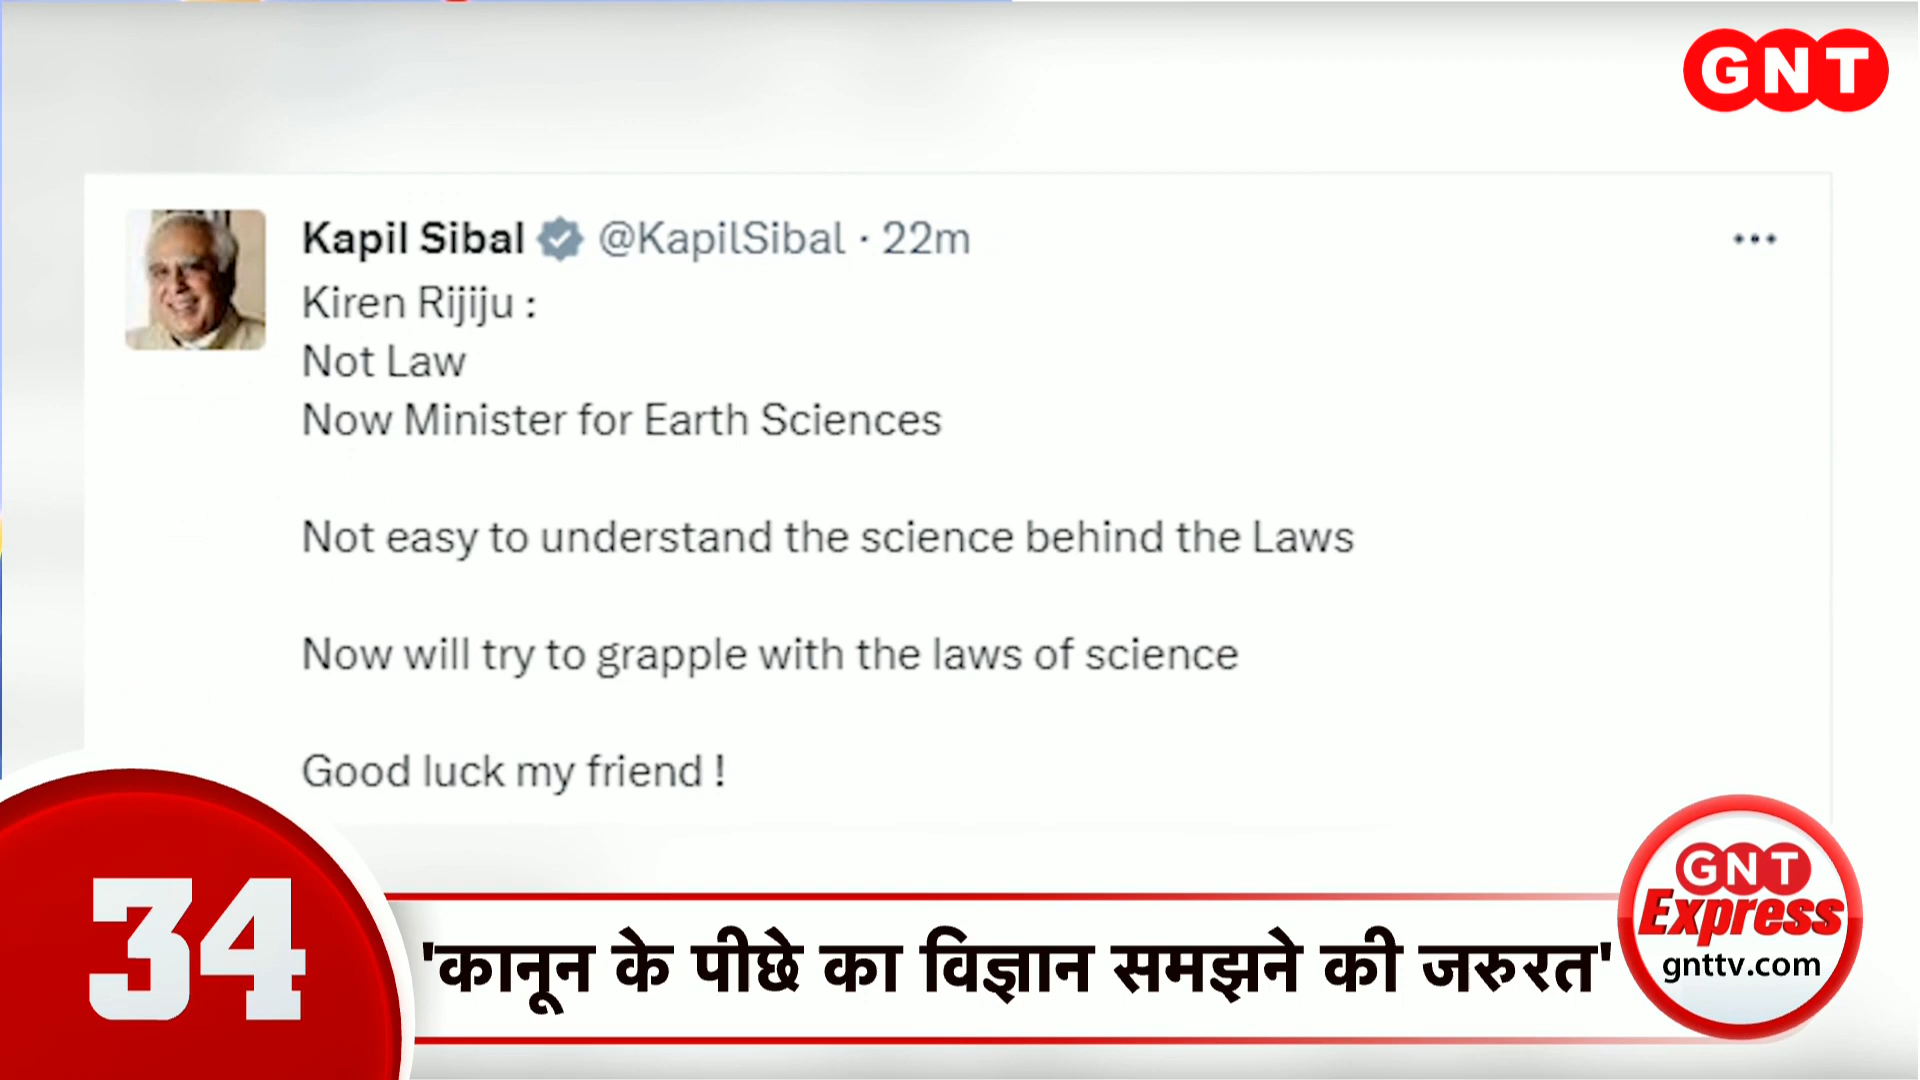 GNT
Kapil Sibal @KapilSibal · 22m
Kiren Rijiju :
Not Law
Now Minister for Earth Sciences
Not easy to understand the science behind the Laws
Now will try to grapple with the laws of science
Good luck my friend !
34
'कानून के पीछे का विज्ञान समझने की जरुरत'
GNT
Express
gnttv.com